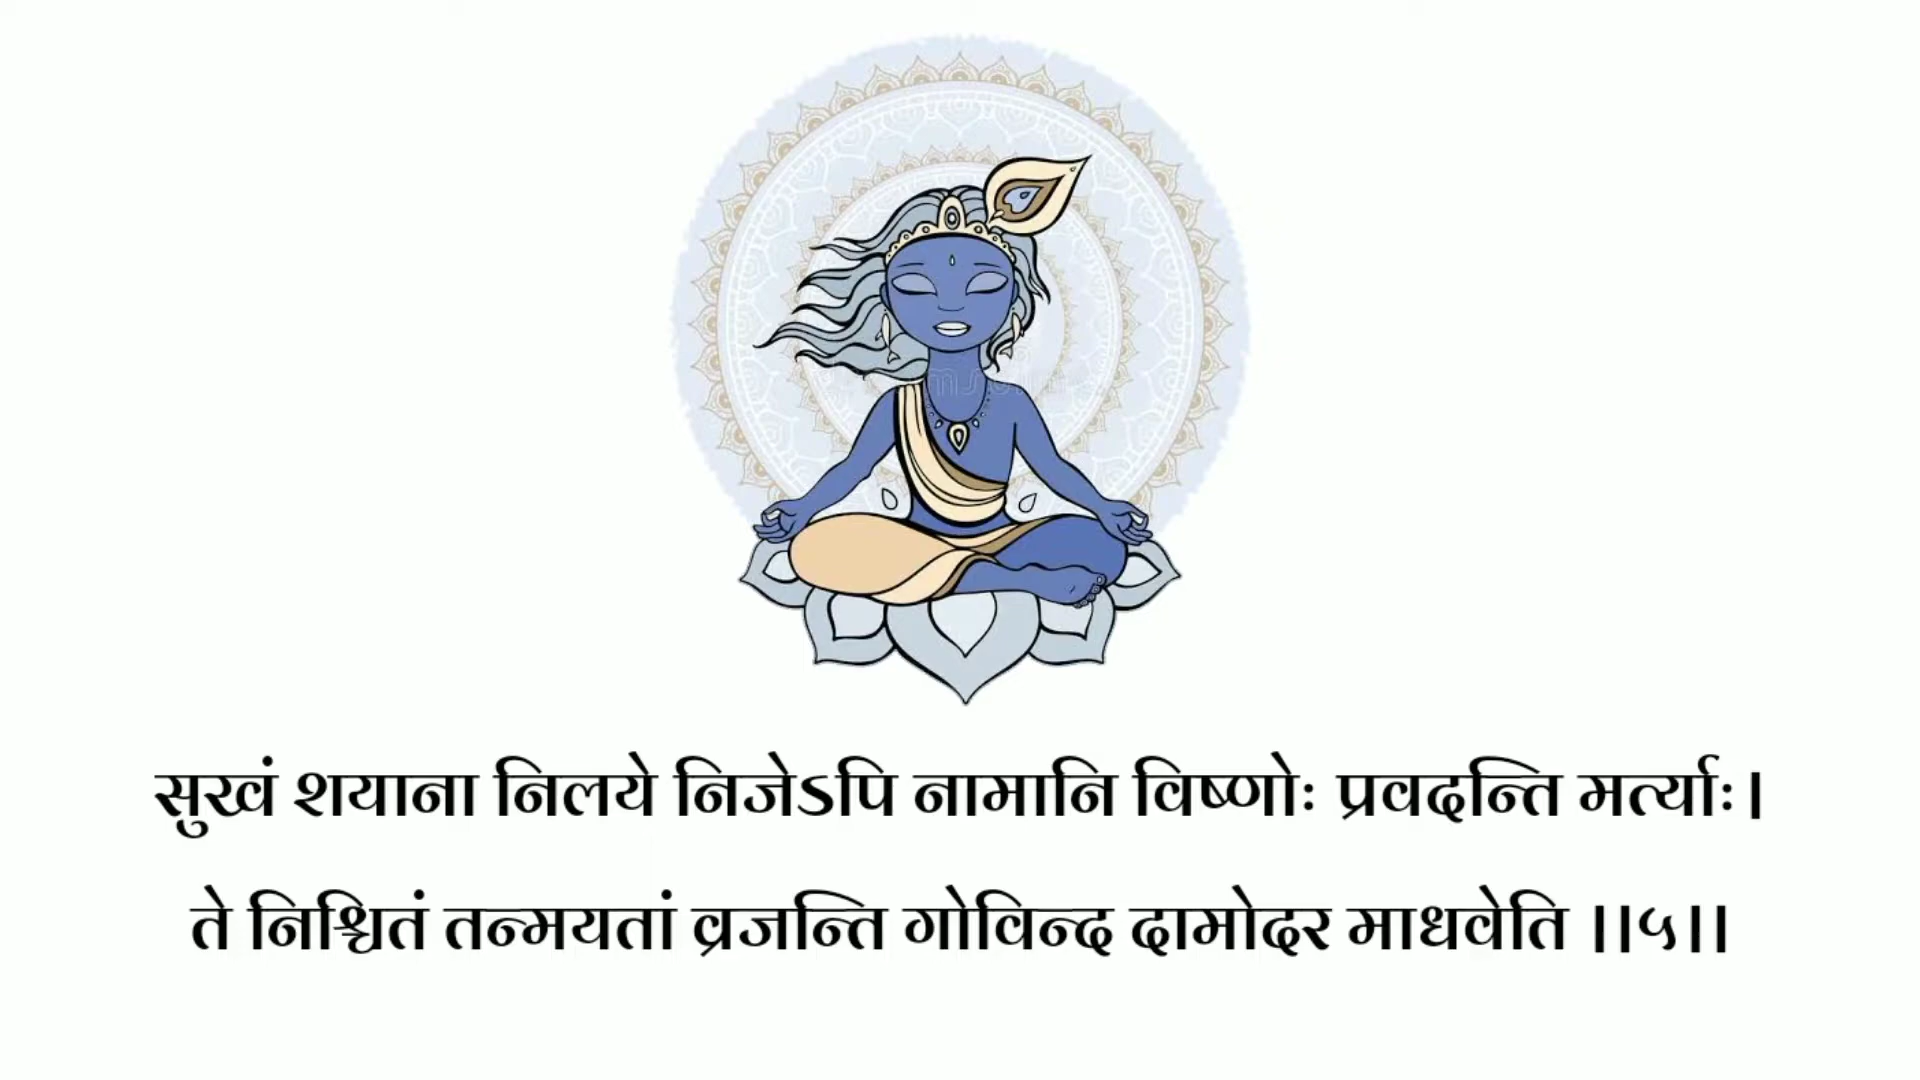 सुखं शयाना निलये निजेऽपि नामानि विष्णोः प्रवदन्ति मर्त्याः।
ते निश्चितं तन्मयतां व्रजन्ति गोविन्द दामोदर माधवेति ।।५।।